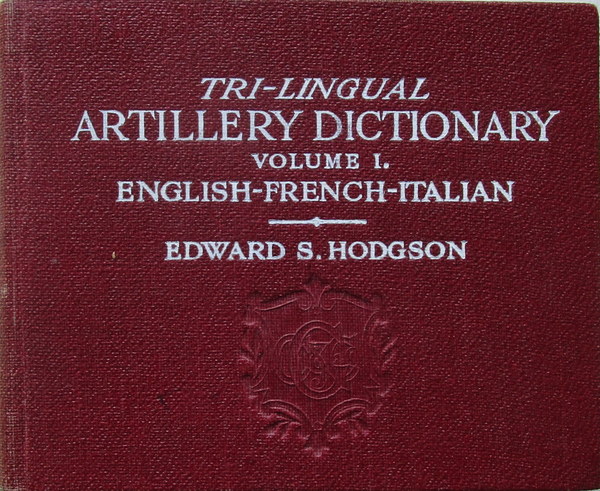 TRI-LINGUAL
ARTILLERY DICTIONARY
VOLUME I.
ENGLISH-FRENCH-ITALIAN
EDWARD S. HODGSON